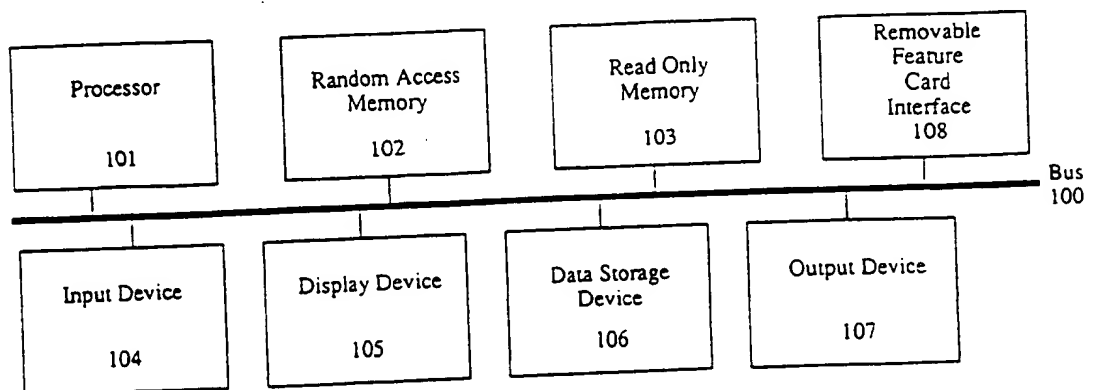 Processor
101
Random Access
Memory
102
Read Only
Memory
103
Removable
Feature
Card
Interface
108
Bus
100
Input Device
104
Display Device
105
Data Storage
Device
106
Output Device
107